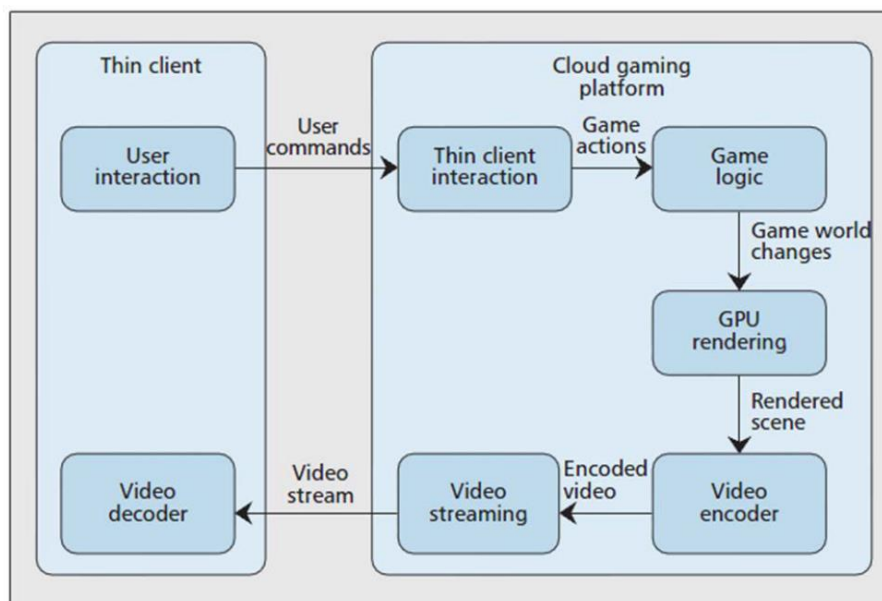 Thin client
Cloud gaming
platform
User
interaction
User
commands
Thin client
interaction
Game
actions
Game
logic
Game world
changes
GPU
rendering
Rendered
scene
Video
encoder
Encoded
video
Video
streaming
Video
stream
Video
decoder